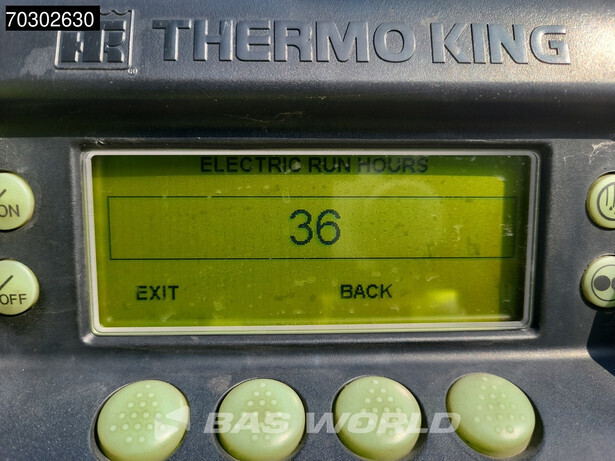 70302630
THERMO KING
ELECTRIC RUN HOURS
ON
36
OFF
EXIT BACK
BAS WORLD